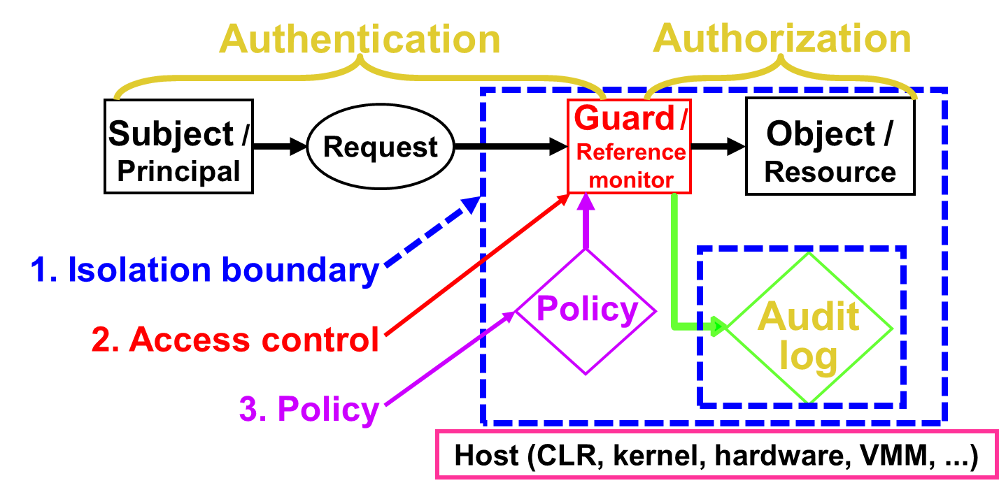 Authentication
Authorization
Subject /
Principal
Request
Guard /
Reference
monitor
Object /
Resource
1. Isolation boundary
2. Access control
3. Policy
Policy
Audit
log
Host (CLR, kernel, hardware, VMM, ...)